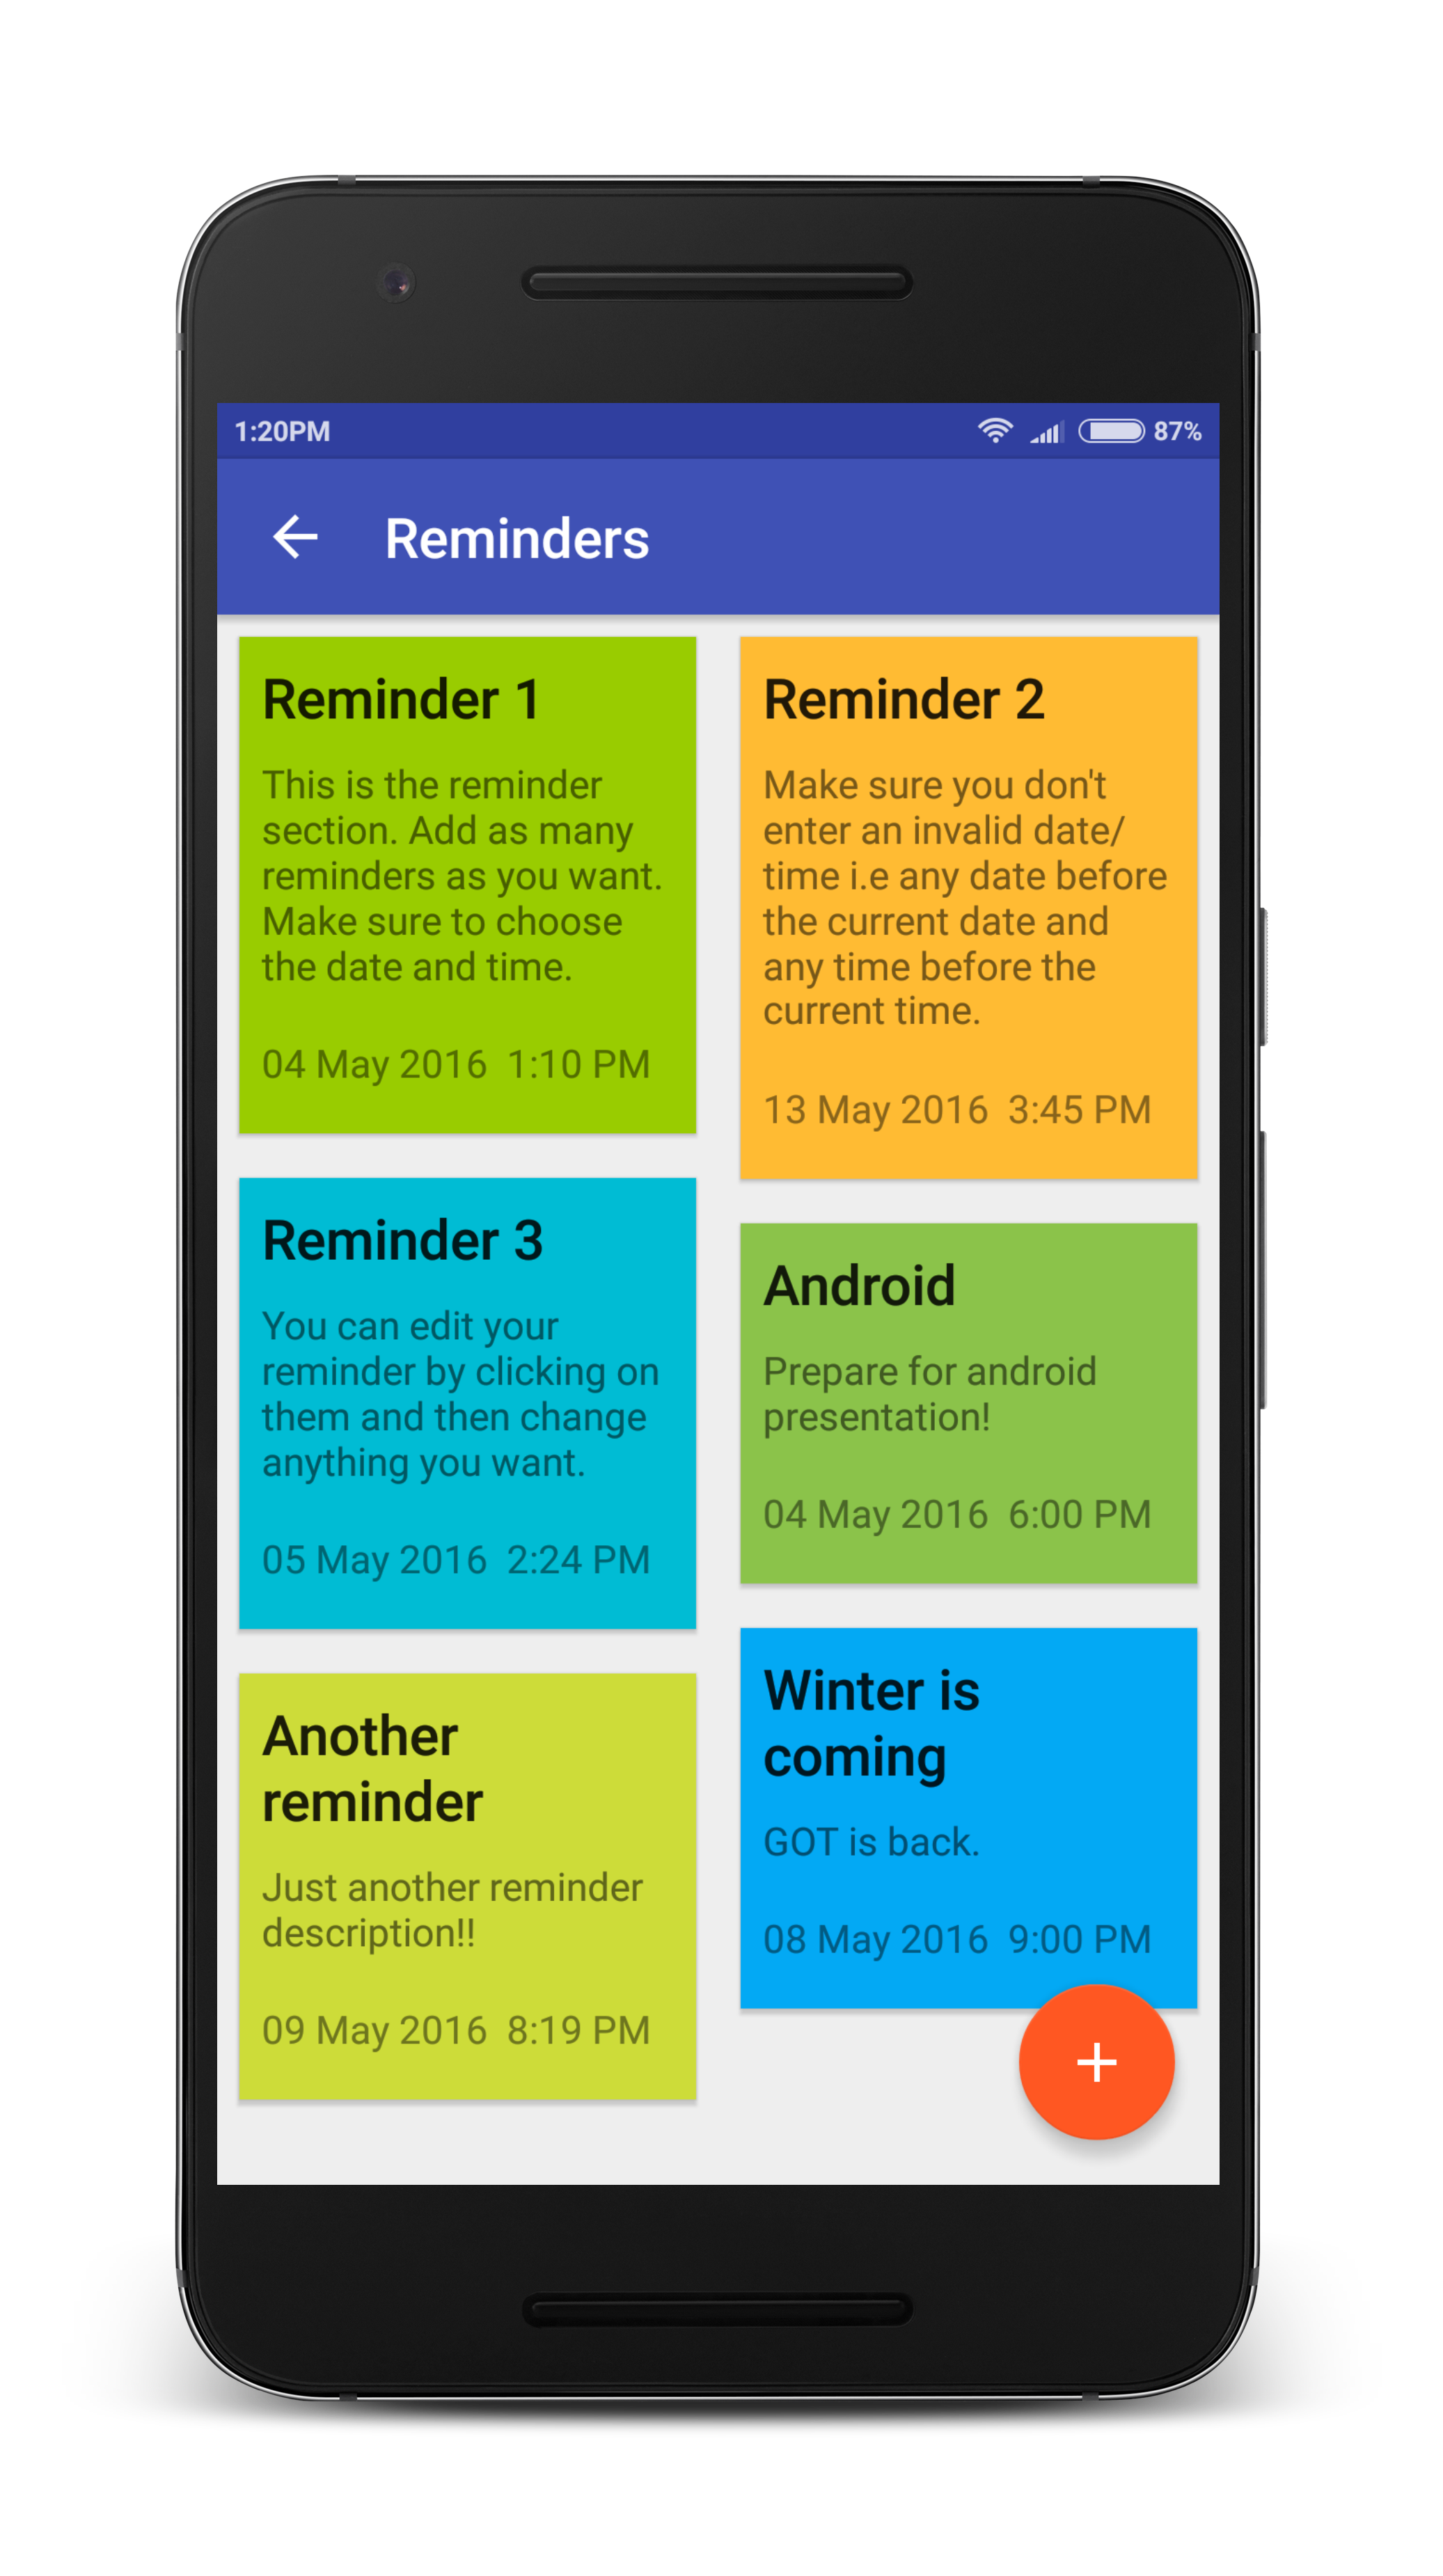 1:20PM
87%
Reminders
Reminder 1
This is the reminder
section. Add as many
reminders as you want.
Make sure to choose
the date and time.
04 May 2016 1:10 PM
Reminder 2
Make sure you don't
enter an invalid date/
time i.e any date before
the current date and
any time before the
current time.
13 May 2016 3:45 PM
Reminder 3
You can edit your
reminder by clicking on
them and then change
anything you want.
05 May 2016 2:24 PM
Android
Prepare for android
presentation!
04 May 2016 6:00 PM
Another
reminder
Just another reminder
description!!
09 May 2016 8:19 PM
Winter is
coming
GOT is back.
08 May 2016 9:00 PM